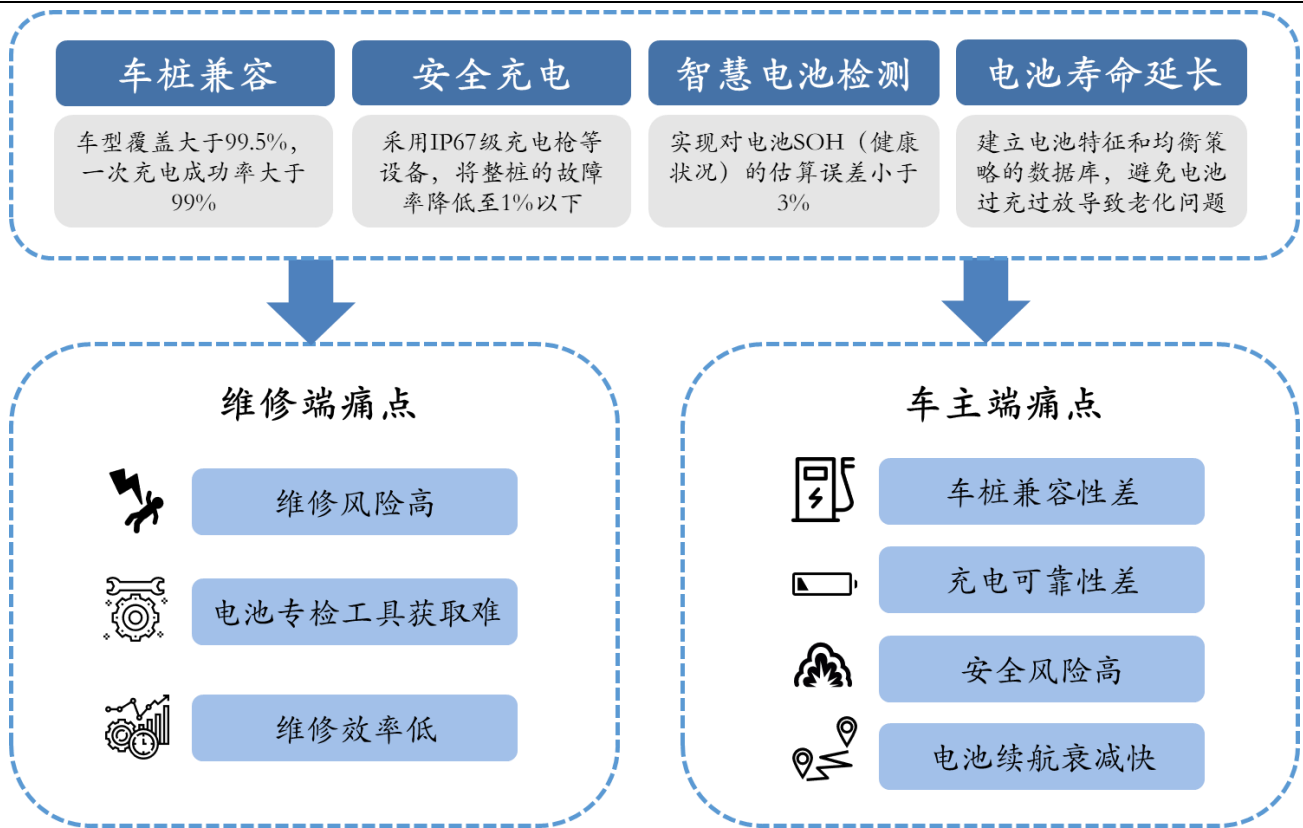 车桩兼容
安全充电
智慧电池检测
电池寿命延长
车型覆盖大于99.5%，
一次充电成功率大于
99%
采用IP67级充电枪等
设备，将整桩的故障
率降低至1%以下
实现对电池SOH（健康
状况）的估算误差小于
3%
建立电池特征和均衡策
略的数据库，避免电池
过充过放导致老化问题
维修端痛点
维修风险高
电池专检工具获取难
维修效率低
车主端痛点
车桩兼容性差
充电可靠性差
安全风险高
电池续航衰减快